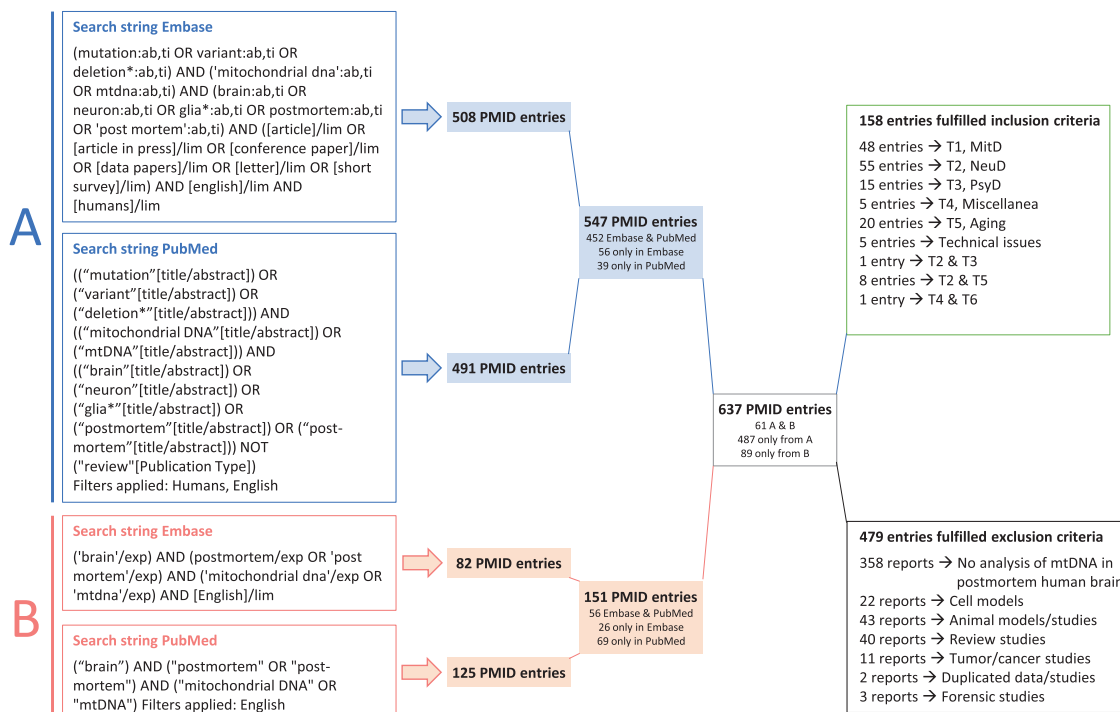 A
Search string Embase
(mutation:ab,ti OR variant:ab,ti OR
deletion*:ab,ti) AND ('mitochondrial dna':ab,ti
OR mtdna:ab,ti) AND (brain:ab,ti OR
neuron:ab,ti OR glia*:ab,ti OR postmortem:ab,ti
OR 'post mortem':ab,ti) AND ([article]/lim OR
[article in press]/lim OR [conference paper]/lim
OR [data papers]/lim OR [letter]/lim OR [short
survey]/lim) AND [english]/lim AND
[humans]/lim
Search string PubMed
((“mutation”[title/abstract]) OR
(“variant”[title/abstract]) OR
(“deletion*”[title/abstract])) AND
((“mitochondrial DNA”[title/abstract]) OR
(“mtDNA”[title/abstract])) AND
((“brain”[title/abstract]) OR
(“neuron”[title/abstract]) OR
(“glia*”[title/abstract]) OR
(“postmortem”[title/abstract]) OR (“post-
mortem”[title/abstract])) NOT
("review"[Publication Type])
Filters applied: Humans, English
B
Search string Embase
('brain'/exp) AND (postmortem/exp OR 'post
mortem'/exp) AND ('mitochondrial dna'/exp OR
'mtdna'/exp) AND [English]/lim
Search string PubMed
(“brain”) AND ("postmortem" OR "post-
mortem") AND ("mitochondrial DNA" OR
"mtDNA") Filters applied: English
508 PMID entries
491 PMID entries
82 PMID entries
125 PMID entries
547 PMID entries
452 Embase & PubMed
56 only in Embase
39 only in PubMed
151 PMID entries
56 Embase & PubMed
26 only in Embase
69 only in PubMed
637 PMID entries
61 A & B
487 only from A
89 only from B
158 entries fulfilled inclusion criteria
48 entries → T1, MitD
55 entries → T2, NeuD
15 entries → T3, PsyD
5 entries → T4, Miscellanea
20 entries → T5, Aging
5 entries → Technical issues
1 entry → T2 & T3
8 entries → T2 & T5
1 entry → T4 & T6
479 entries fulfilled exclusion criteria
358 reports → No analysis of mtDNA in
postmortem human brain
22 reports → Cell models
43 reports → Animal models/studies
40 reports → Review studies
11 reports → Tumor/cancer studies
2 reports → Duplicated data/studies
3 reports → Forensic studies